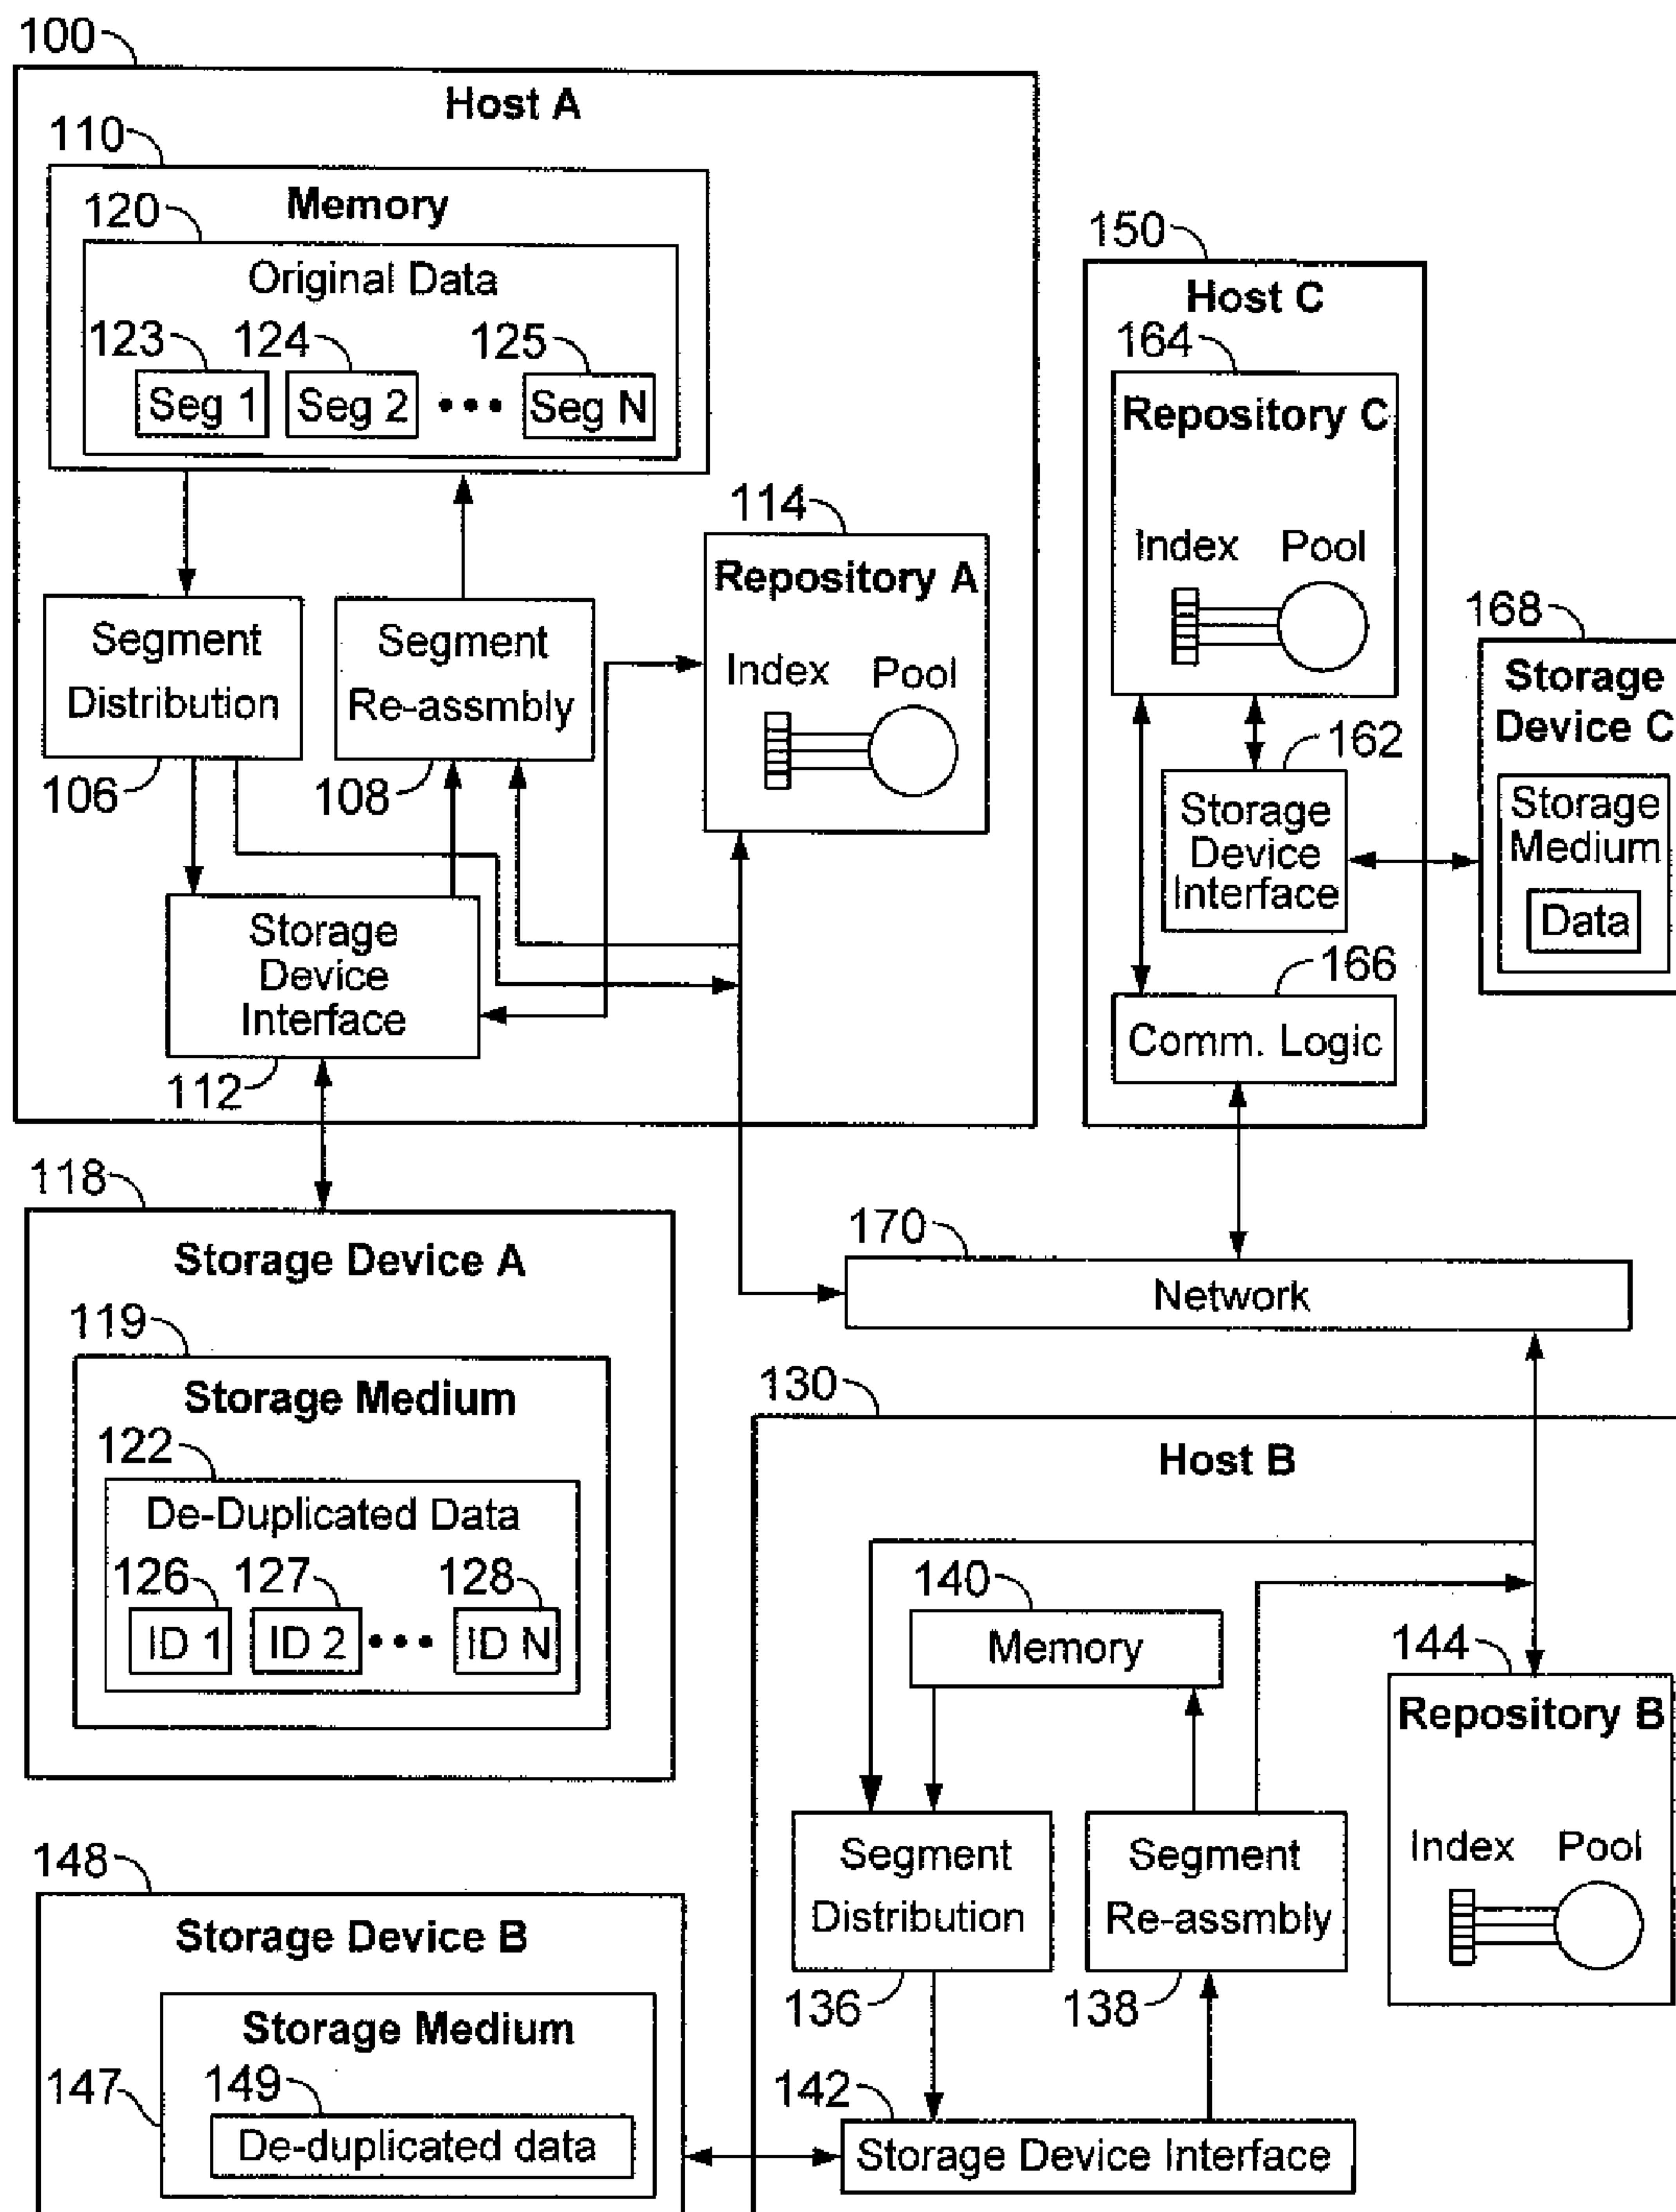 100
Host A
110
Memory
120
Original Data
123 124 125
Seg 1 Seg 2 ••• Seg N
114
Repository A
Index Pool
Segment
Distribution
106
Segment
Re-assmbly
108
Storage
Device
Interface
112
150
Host C
164
Repository C
Index Pool
162
Storage
Device
Interface
166
Comm. Logic
168
Storage
Device C
Storage
Medium
Data
118
Storage Device A
119
Storage Medium
122
De-Duplicated Data
126 127 128
ID 1 ID 2 ••• ID N
170
Network
130
Host B
140
Memory
144
Repository B
Index Pool
Segment
Distribution
136
Segment
Re-assmbly
138
142
Storage Device Interface
148
Storage Device B
Storage Medium
147
149
De-duplicated data